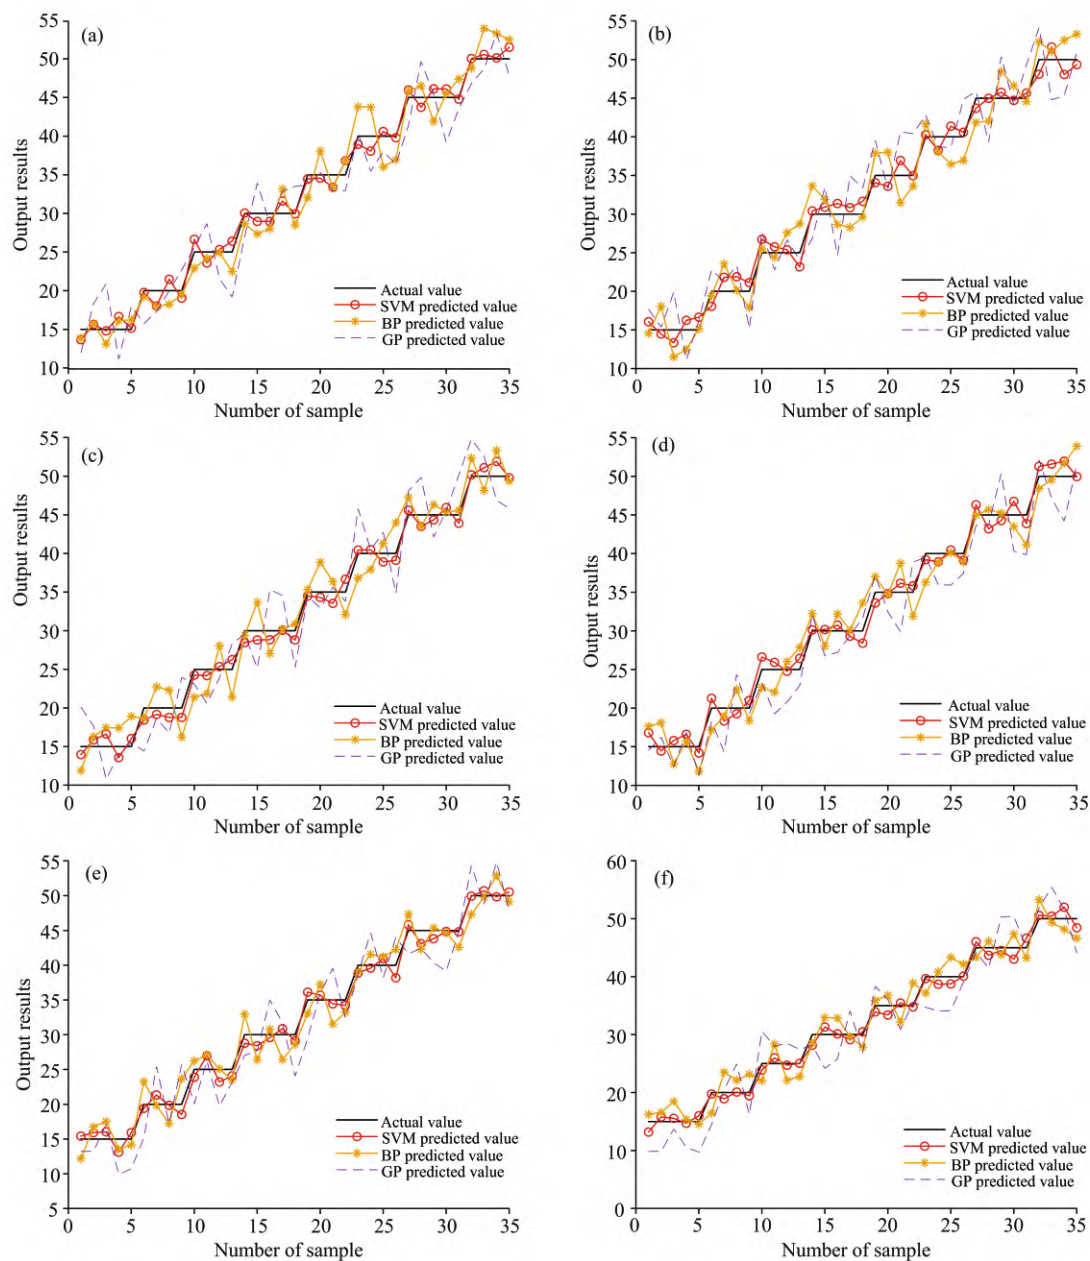 (a)
55
50
45
40
35
30
25
20
15
10
Output results
Actual value
SVM predicted value
BP predicted value
GP predicted value
0 5 10 15 20 25 30 35
Number of sample
(b)
55
50
45
40
35
30
25
20
15
10
Output results
Actual value
SVM predicted value
BP predicted value
GP predicted value
0 5 10 15 20 25 30 35
Number of sample
(c)
55
50
45
40
35
30
25
20
15
10
Output results
Actual value
SVM predicted value
BP predicted value
GP predicted value
0 5 10 15 20 25 30 35
Number of sample
(d)
55
50
45
40
35
30
25
20
15
10
Output results
Actual value
SVM predicted value
BP predicted value
GP predicted value
0 5 10 15 20 25 30 35
Number of sample
(e)
55
50
45
40
35
30
25
20
15
10
5
Output results
Actual value
SVM predicted value
BP predicted value
GP predicted value
0 5 10 15 20 25 30 35
Number of sample
(f)
60
50
40
30
20
10
0
Output results
Actual value
SVM predicted value
BP predicted value
GP predicted value
0 5 10 15 20 25 30 35
Number of sample